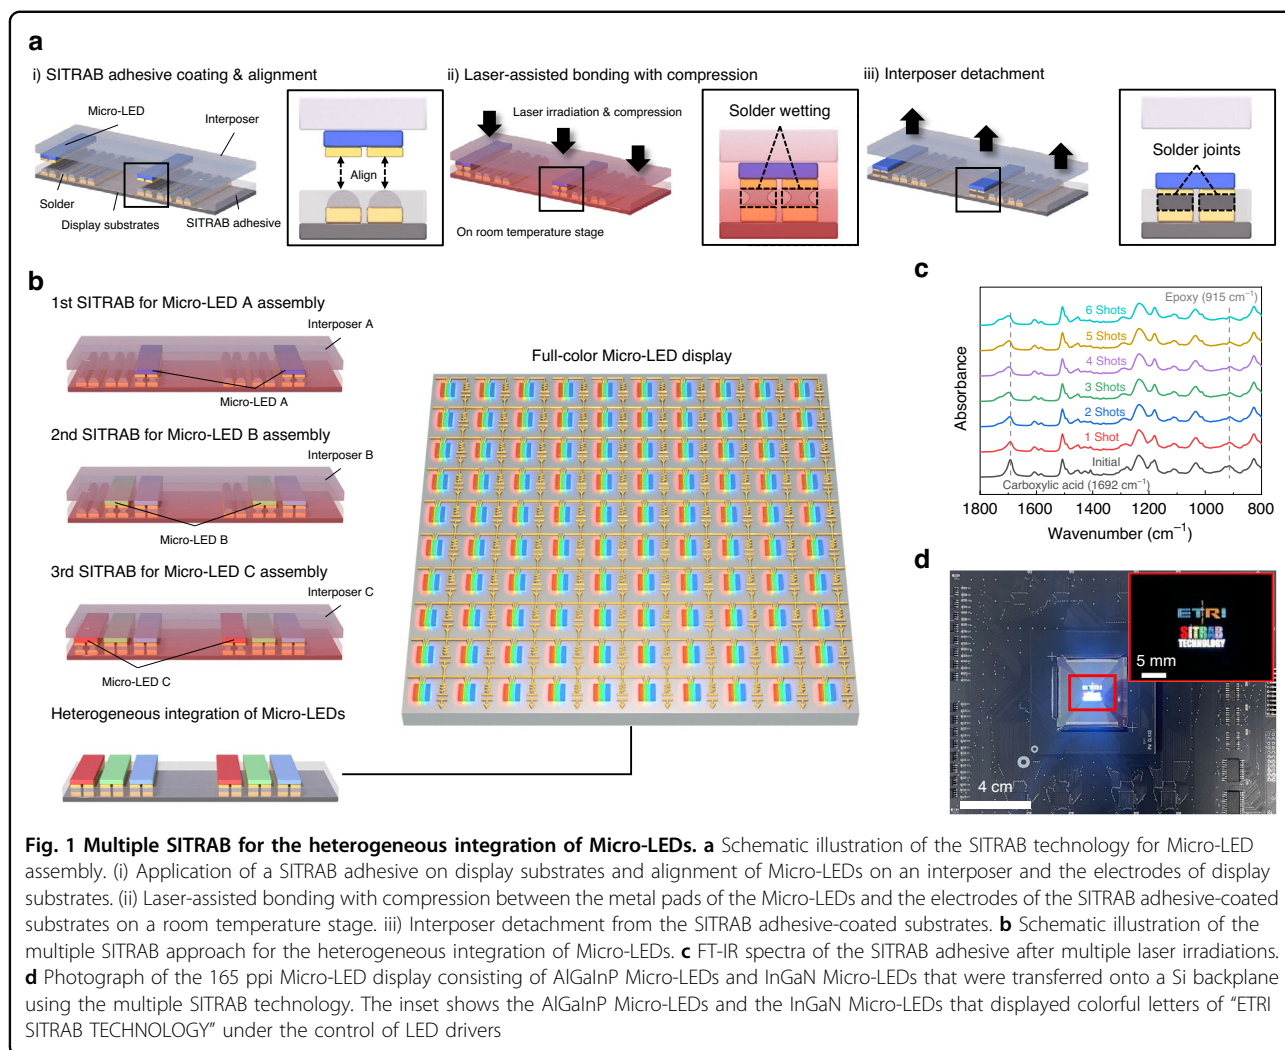 a
i) SITRAB adhesive coating & alignment
Micro-LED
Interposer
Solder
Display substrates
SITRAB adhesive
Align
ii) Laser-assisted bonding with compression
Laser irradiation & compression
On room temperature stage
Solder wetting
iii) Interposer detachment
Solder joints
b
1st SITRAB for Micro-LED A assembly
Interposer A
Micro-LED A
2nd SITRAB for Micro-LED B assembly
Interposer B
Micro-LED B
3rd SITRAB for Micro-LED C assembly
Interposer C
Micro-LED C
Heterogeneous integration of Micro-LEDs
Full-color Micro-LED display
c
Epoxy (915 cm⁻¹)
6 Shots
5 Shots
4 Shots
3 Shots
2 Shots
1 Shot
Initial
Carboxylic acid (1692 cm⁻¹)
Absorbance
1800 1600 1400 1200 1000 800
Wavenumber (cm⁻¹)
d
ETRI
SITRAB
TECHNOLOGY
5 mm
4 cm
Fig. 1 Multiple SITRAB for the heterogeneous integration of Micro-LEDs. a Schematic illustration of the SITRAB technology for Micro-LED
assembly. (i) Application of a SITRAB adhesive on display substrates and alignment of Micro-LEDs on an interposer and the electrodes of display
substrates. (ii) Laser-assisted bonding with compression between the metal pads of the Micro-LEDs and the electrodes of the SITRAB adhesive-coated
substrates on a room temperature stage. iii) Interposer detachment from the SITRAB adhesive-coated substrates. b Schematic illustration of the
multiple SITRAB approach for the heterogeneous integration of Micro-LEDs. c FT-IR spectra of the SITRAB adhesive after multiple laser irradiations.
d Photograph of the 165 ppi Micro-LED display consisting of AlGaInP Micro-LEDs and InGaN Micro-LEDs that were transferred onto a Si backplane
using the multiple SITRAB technology. The inset shows the AlGaInP Micro-LEDs and the InGaN Micro-LEDs that displayed colorful letters of “ETRI
SITRAB TECHNOLOGY” under the control of LED drivers